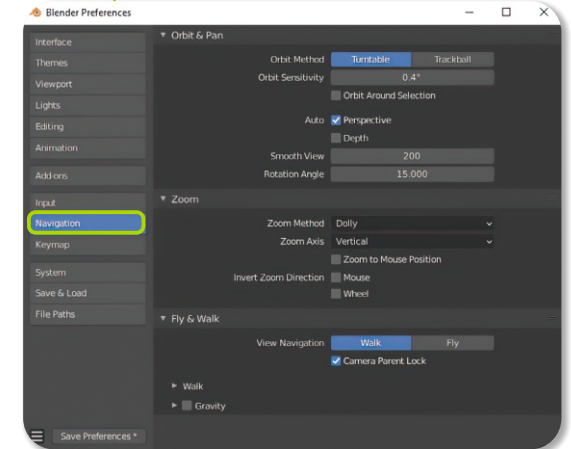 Blender Preferences
Interface
Themes
Viewport
Lights
Editing
Animation
Add-ons
Input
Navigation
Keymap
System
Save & Load
File Paths
Save Preferences *
Orbit & Pan
Orbit Method Turntable Trackball
Orbit Sensitivity 0.4°
Orbit Around Selection
Auto Perspective
Depth
Smooth View 200
Rotation Angle 15.000
Zoom
Zoom Method Dolly
Zoom Axis Vertical
Zoom to Mouse Position
Invert Zoom Direction Mouse
Wheel
Fly & Walk
View Navigation Walk Fly
Camera Parent Lock
Walk
Gravity